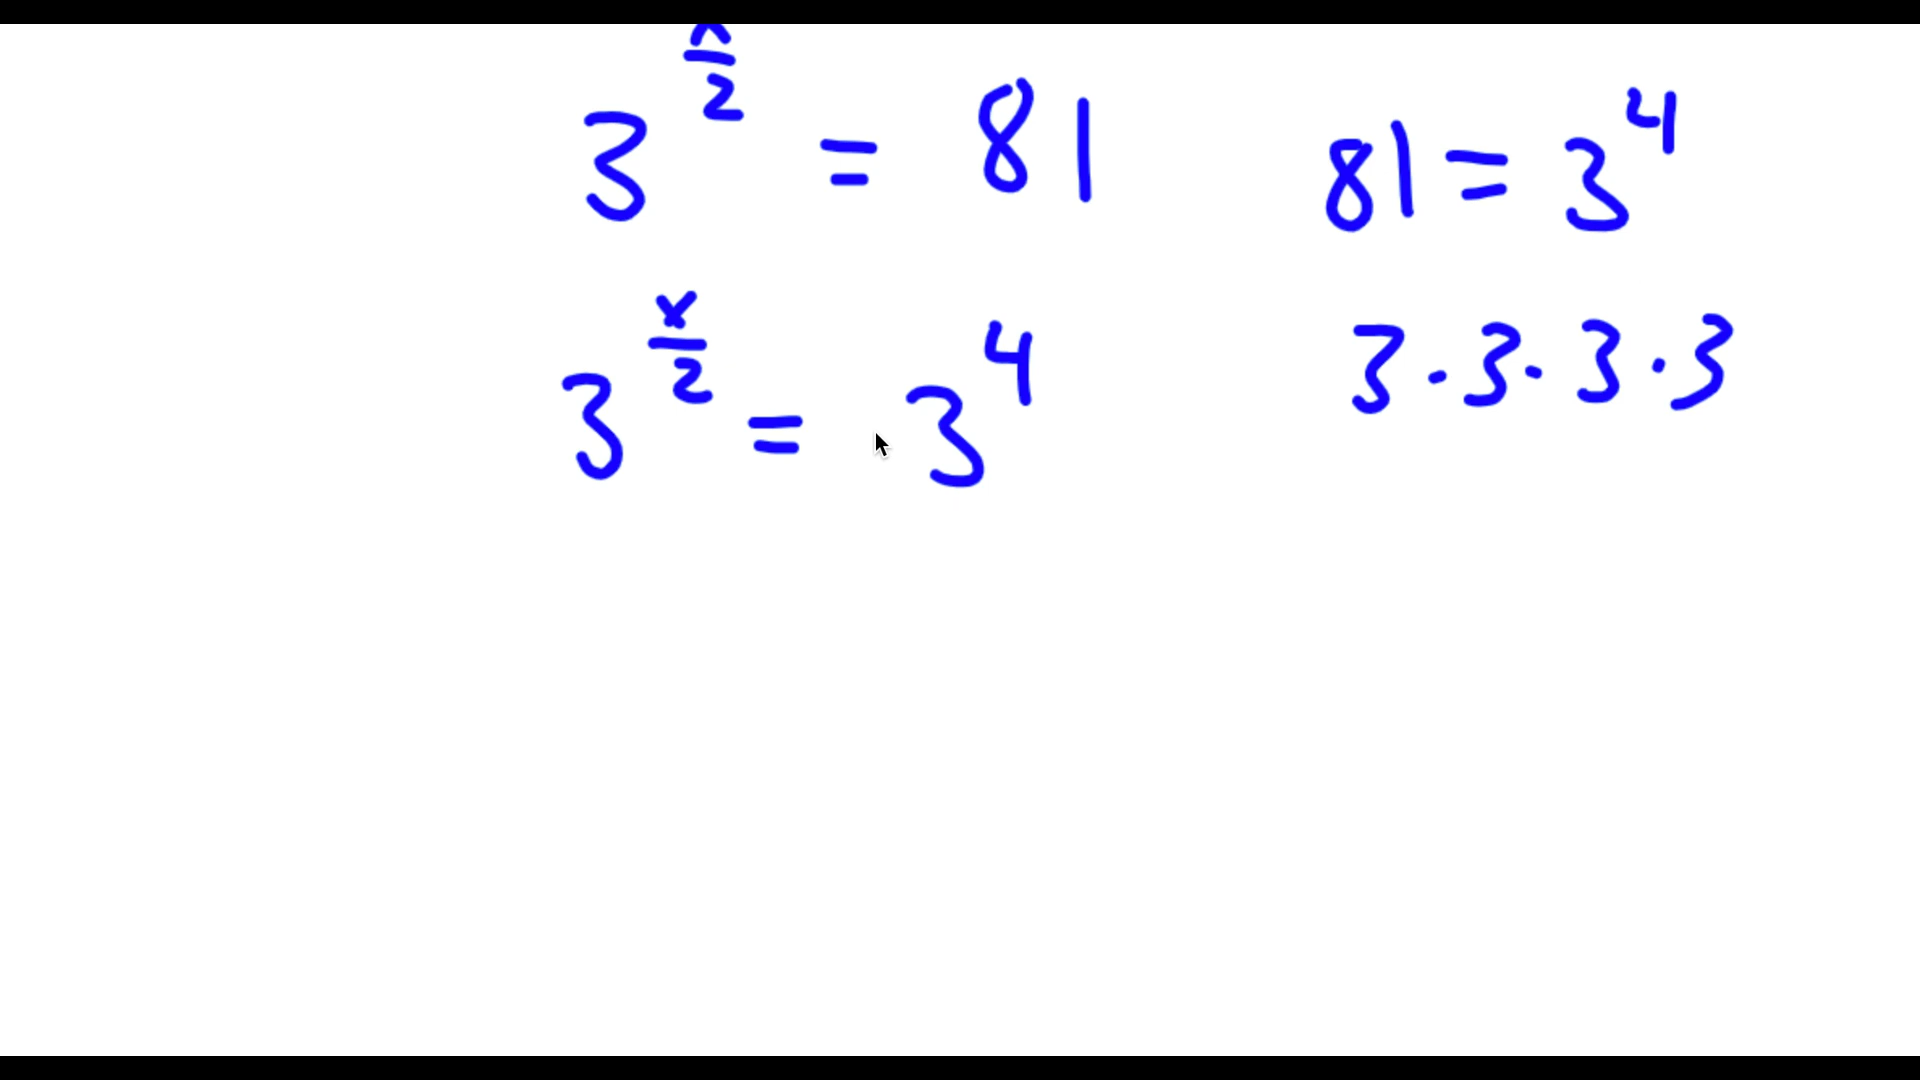 3^{x/2} = 81
81 = 3^4
3^{x/2} = 3^4
3 · 3 · 3 · 3